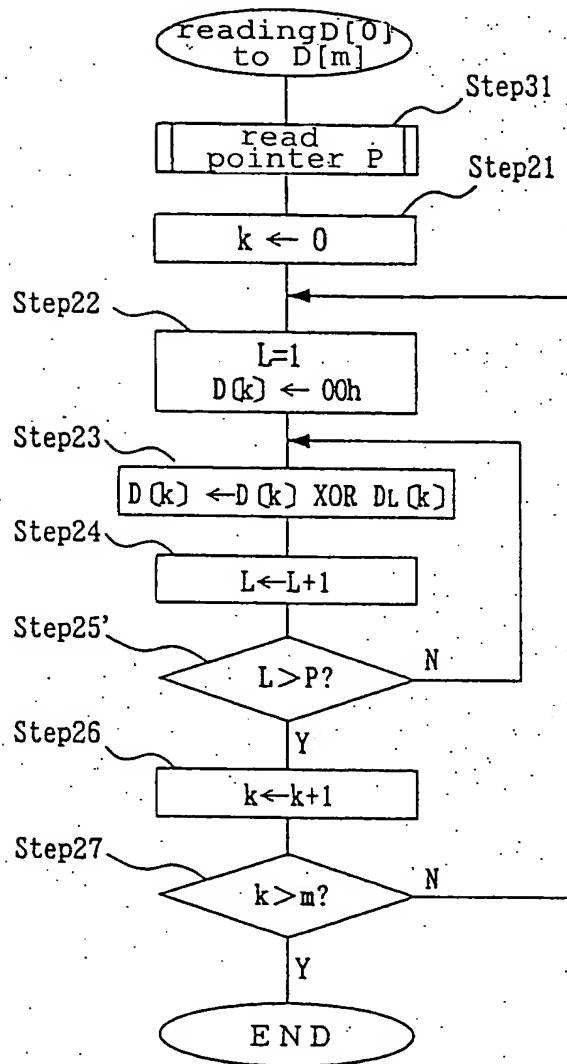 readingD[0]
to D[m]
Step31
read
pointer P
Step21
k ← 0
Step22
L=1
D(k) ← 00h
Step23
D(k) ←D(k) XOR DL(k)
Step24
L←L+1
Step25'
L>P?
N
Y
Step26
k←k+1
Step27
k>m?
N
Y
END